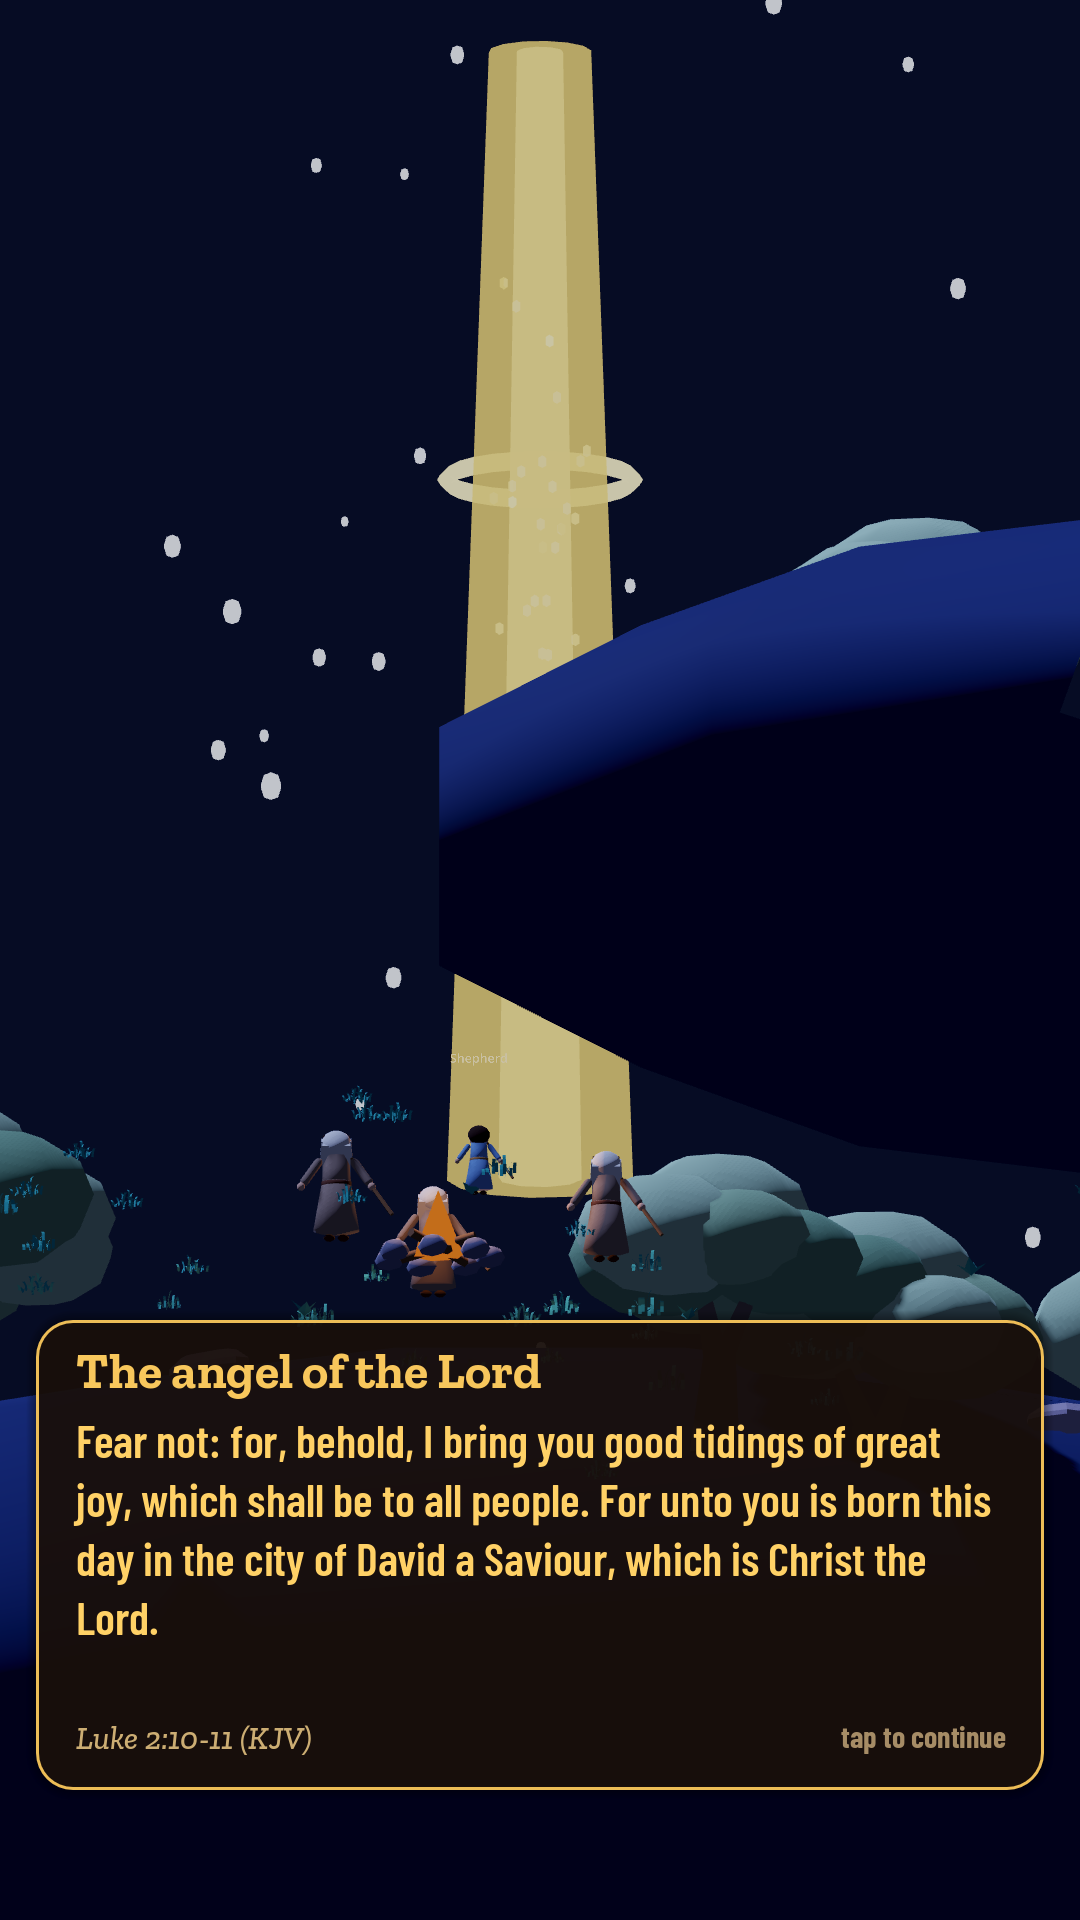 Shepherd
The angel of the Lord
Fear not: for, behold, I bring you good tidings of great
joy, which shall be to all people. For unto you is born this
day in the city of David a Saviour, which is Christ the
Lord.
Luke 2:10-11 (KJV)
tap to continue